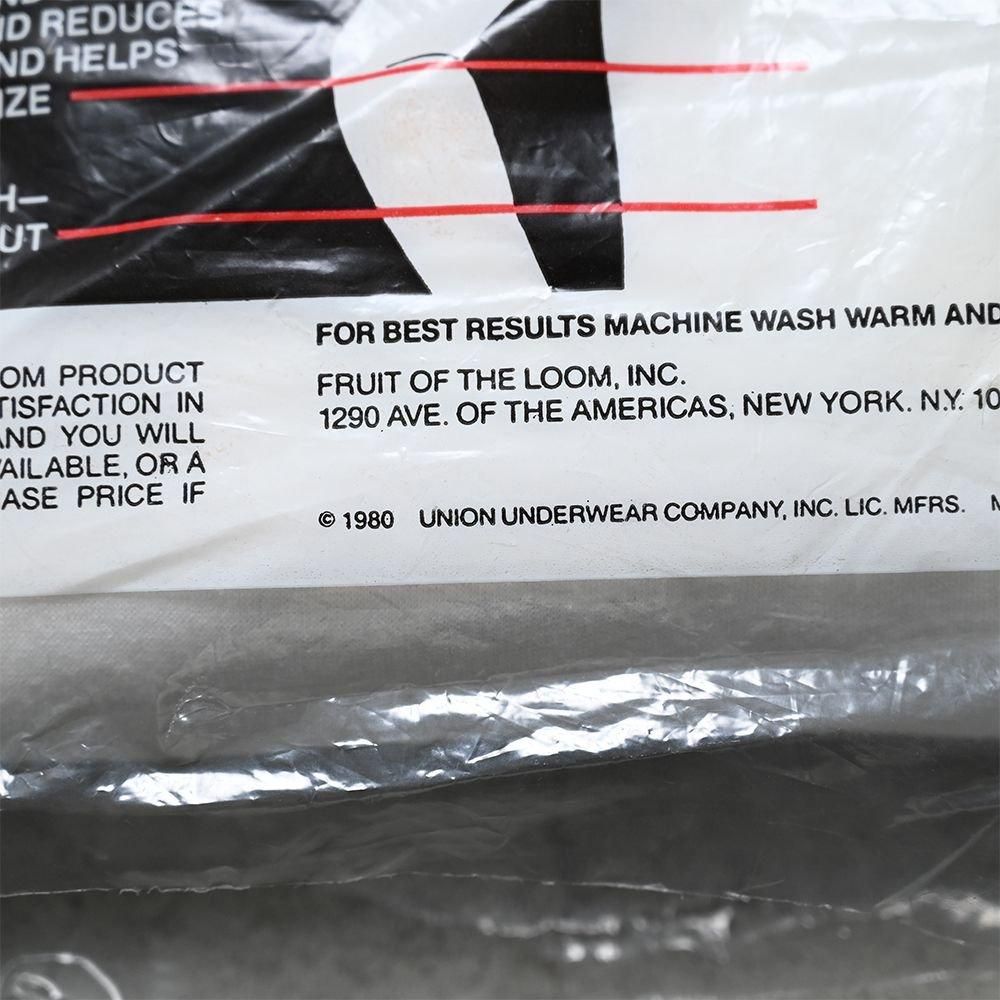 ID REDUCES
ND HELPS
IZE
H—
UT
OM PRODUCT
TISFACTION IN
AND YOU WILL
AILABLE, OR A
ASE PRICE IF
FOR BEST RESULTS MACHINE WASH WARM AND
FRUIT OF THE LOOM, INC.
1290 AVE. OF THE AMERICAS, NEW YORK. N.Y. 10
© 1980 UNION UNDERWEAR COMPANY, INC. LIC. MFRS.